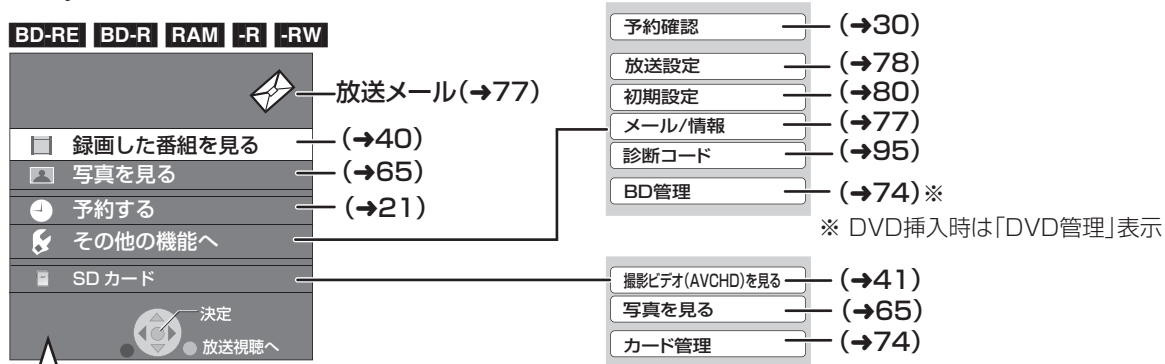 BD-RE BD-R RAM -R -RW
放送メール(➜77)
録画した番組を見る (➜40)
写真を見る (➜65)
予約する (➜21)
その他の機能へ
SDカード
決定
放送視聴へ
予約確認 (➜30)
放送設定 (➜78)
初期設定 (➜80)
メール/情報 (➜77)
診断コード (➜95)
BD管理 (➜74)※
※ DVD挿入時は「DVD管理」表示
撮影ビデオ(AVCHD)を見る (➜41)
写真を見る (➜65)
カード管理 (➜74)